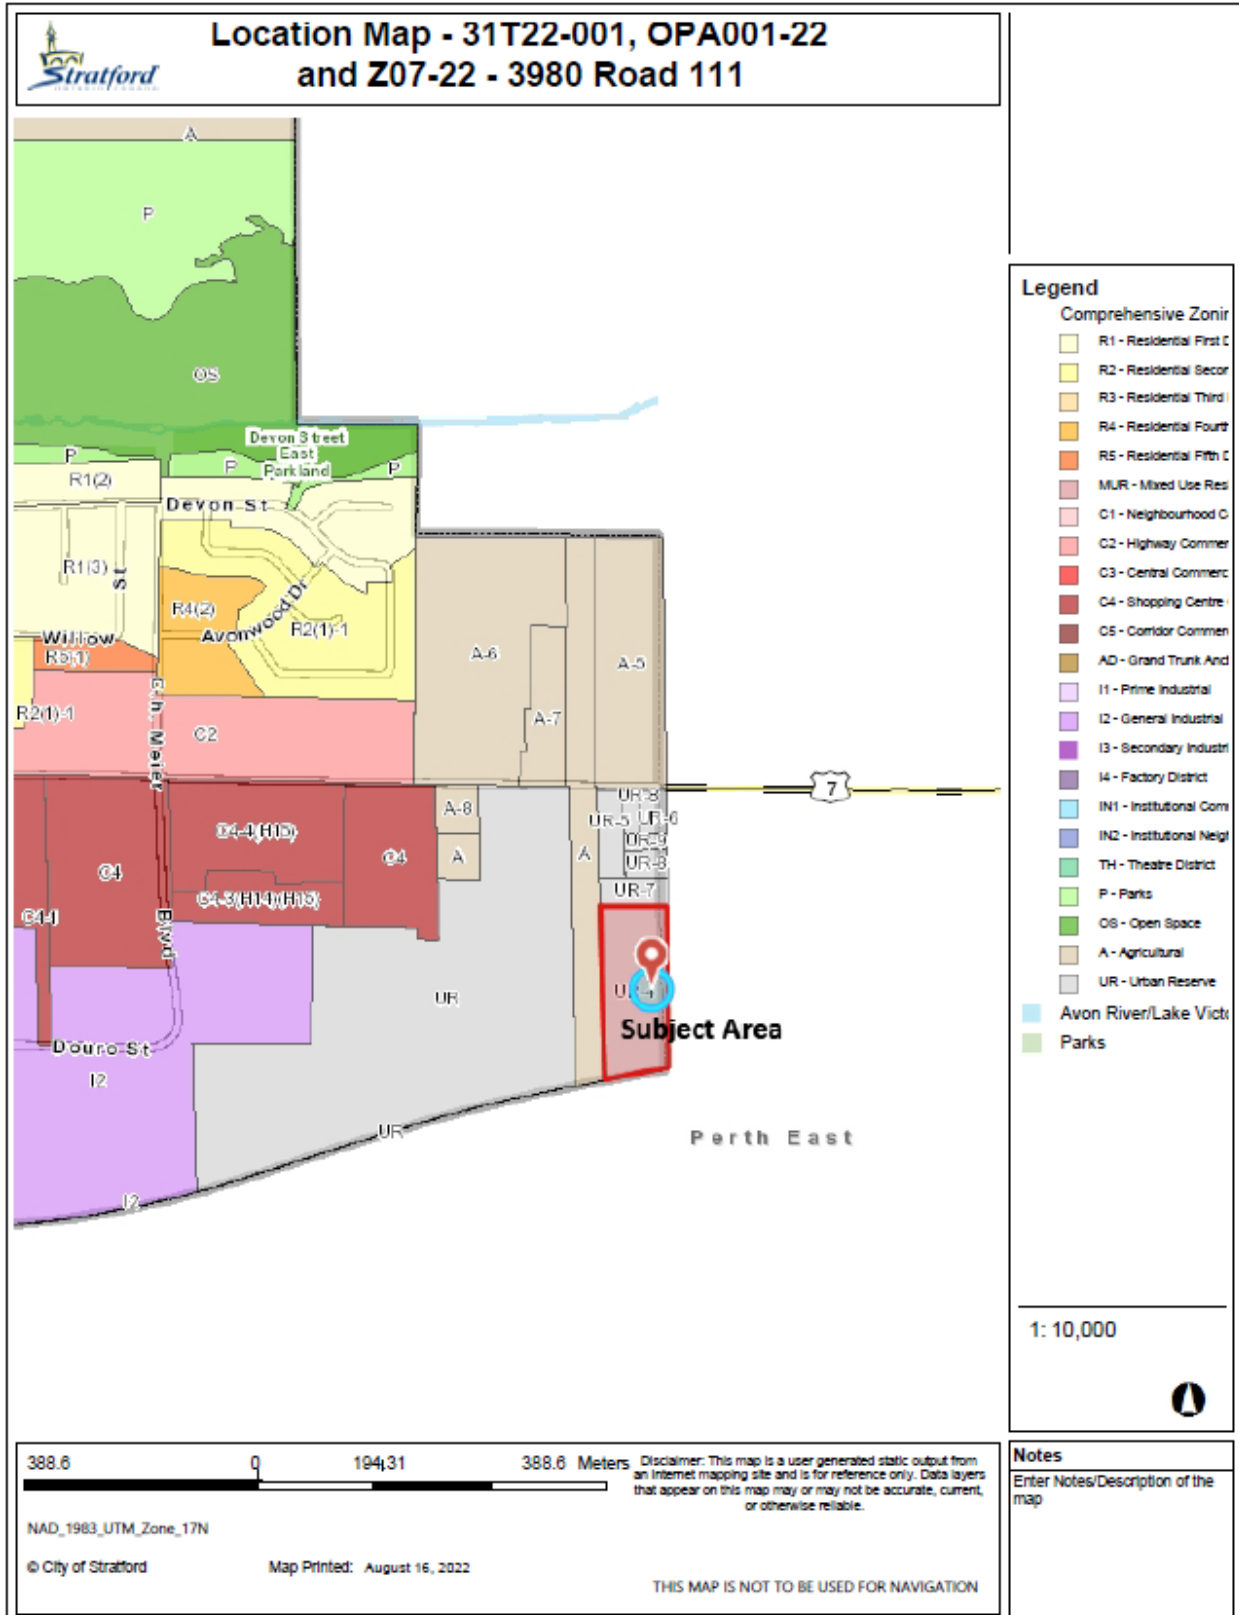 Stratford
Location Map - 31T22-001, OPA001-22
and Z07-22 - 3980 Road 111
A
P
OS
Devon Street
East
Parkland
P
P
P
R1(2)
Devon St
R1(3)
St
R4(2)
Avonwood Dr
R2(1)-1
Willow
R5(1)
A-6
A-5
A-7
R2(1)-1
C.h. Meier
Blvd
C2
7
UR-8
UR-5
UR-6
UR-9
UR-8
UR-7
A-8
A
A
C4-4(H15)
C4
C4
C4-3(H14)(H15)
UR
Subject Area
Douro St
I2
UR
Perth East
I2
Legend
Comprehensive Zonin
R1 - Residential First D
R2 - Residential Secon
R3 - Residential Third
R4 - Residential Fourth
R5 - Residential Fifth D
MUR - Mixed Use Resi
C1 - Neighbourhood C
C2 - Highway Commer
C3 - Central Commerc
C4 - Shopping Centre
C5 - Corridor Commer
AD - Grand Trunk And
I1 - Prime Industrial
I2 - General Industrial
I3 - Secondary Industri
I4 - Factory District
IN1 - Institutional Com
IN2 - Institutional Neigh
TH - Theatre District
P - Parks
OS - Open Space
A - Agricultural
UR - Urban Reserve
Avon River/Lake Victo
Parks
1: 10,000
388.6 0 194.31 388.6 Meters
NAD_1983_UTM_Zone_17N
© City of Stratford
Map Printed: August 16, 2022
Disclaimer: This map is a user generated static output from
an Internet mapping site and is for reference only. Data layers
that appear on this map may or may not be accurate, current,
or otherwise reliable.
THIS MAP IS NOT TO BE USED FOR NAVIGATION
Notes
Enter Notes/Description of the
map